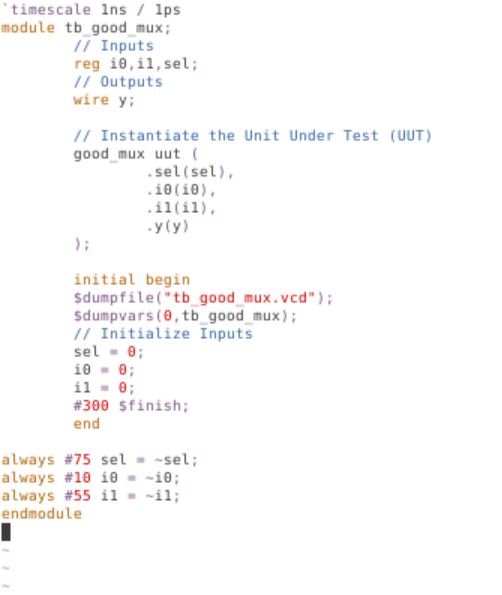 `timescale 1ns / 1ps
module tb_good_mux;
// Inputs
reg i0,i1,sel;
// Outputs
wire y;
// Instantiate the Unit Under Test (UUT)
good_mux uut (
.sel(sel),
.i0(i0),
.i1(i1),
.y(y)
);
initial begin
$dumpfile("tb_good_mux.vcd");
$dumpvars(0,tb_good_mux);
// Initialize Inputs
sel = 0;
i0 = 0;
i1 = 0;
#300 $finish;
end
always #75 sel = ~sel;
always #10 i0 = ~i0;
always #55 i1 = ~i1;
endmodule
~
~
~